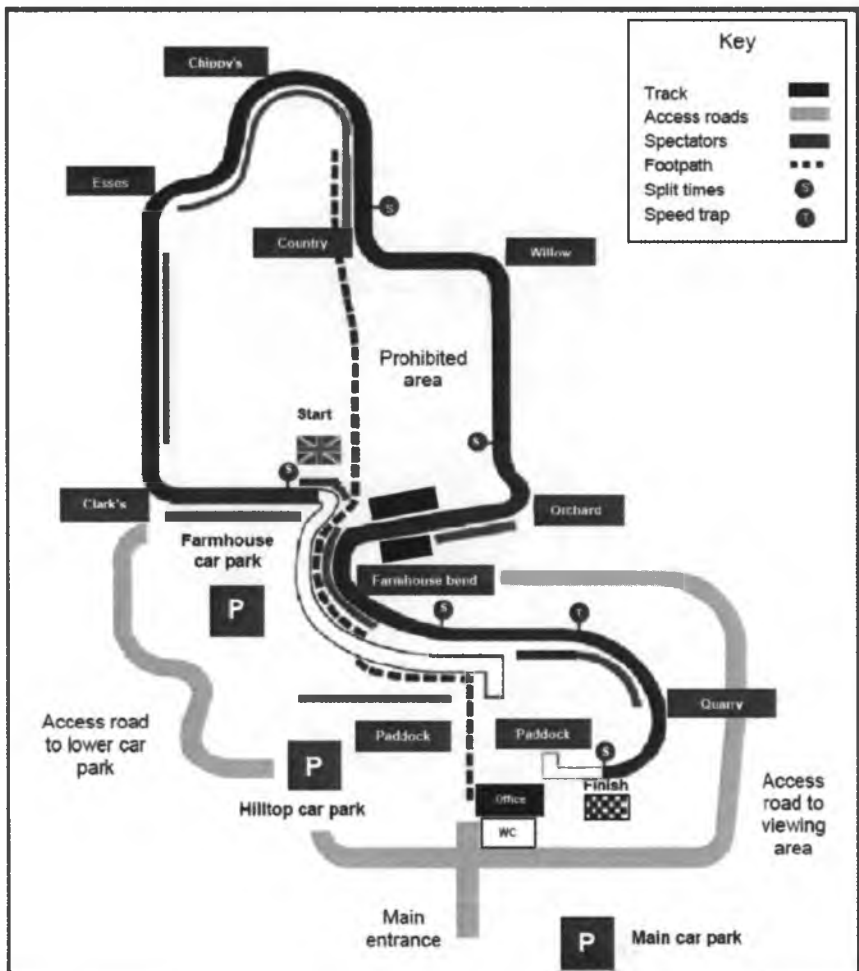 Key
Track
Access roads
Spectators
Footpath
Split times
S
Speed trap
T
Chippy's
Esses
Country
S
Willow
Prohibited
area
Start
S
S
Clark's
Orchard
Farmhouse
car park
P
Farmhouse bend
S
T
Quarry
Access road
to lower car
park
Paddock
Paddock
S
P
Hilltop car park
Finish
Office
WC
Access
road to
viewing
area
Main
entrance
P
Main car park